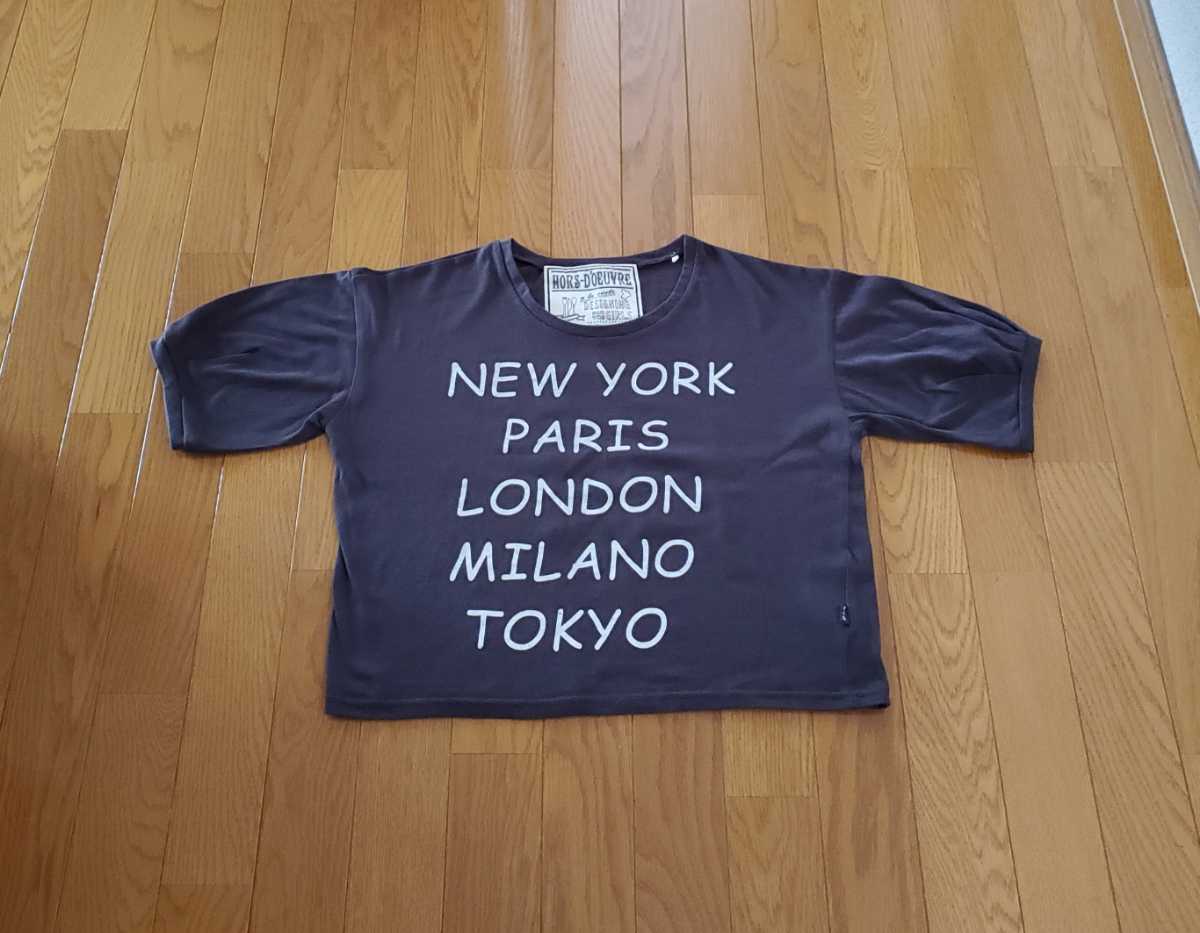 HORS-D'OEUVRE
NEW YORK
PARIS
LONDON
MILANO
TOKYO